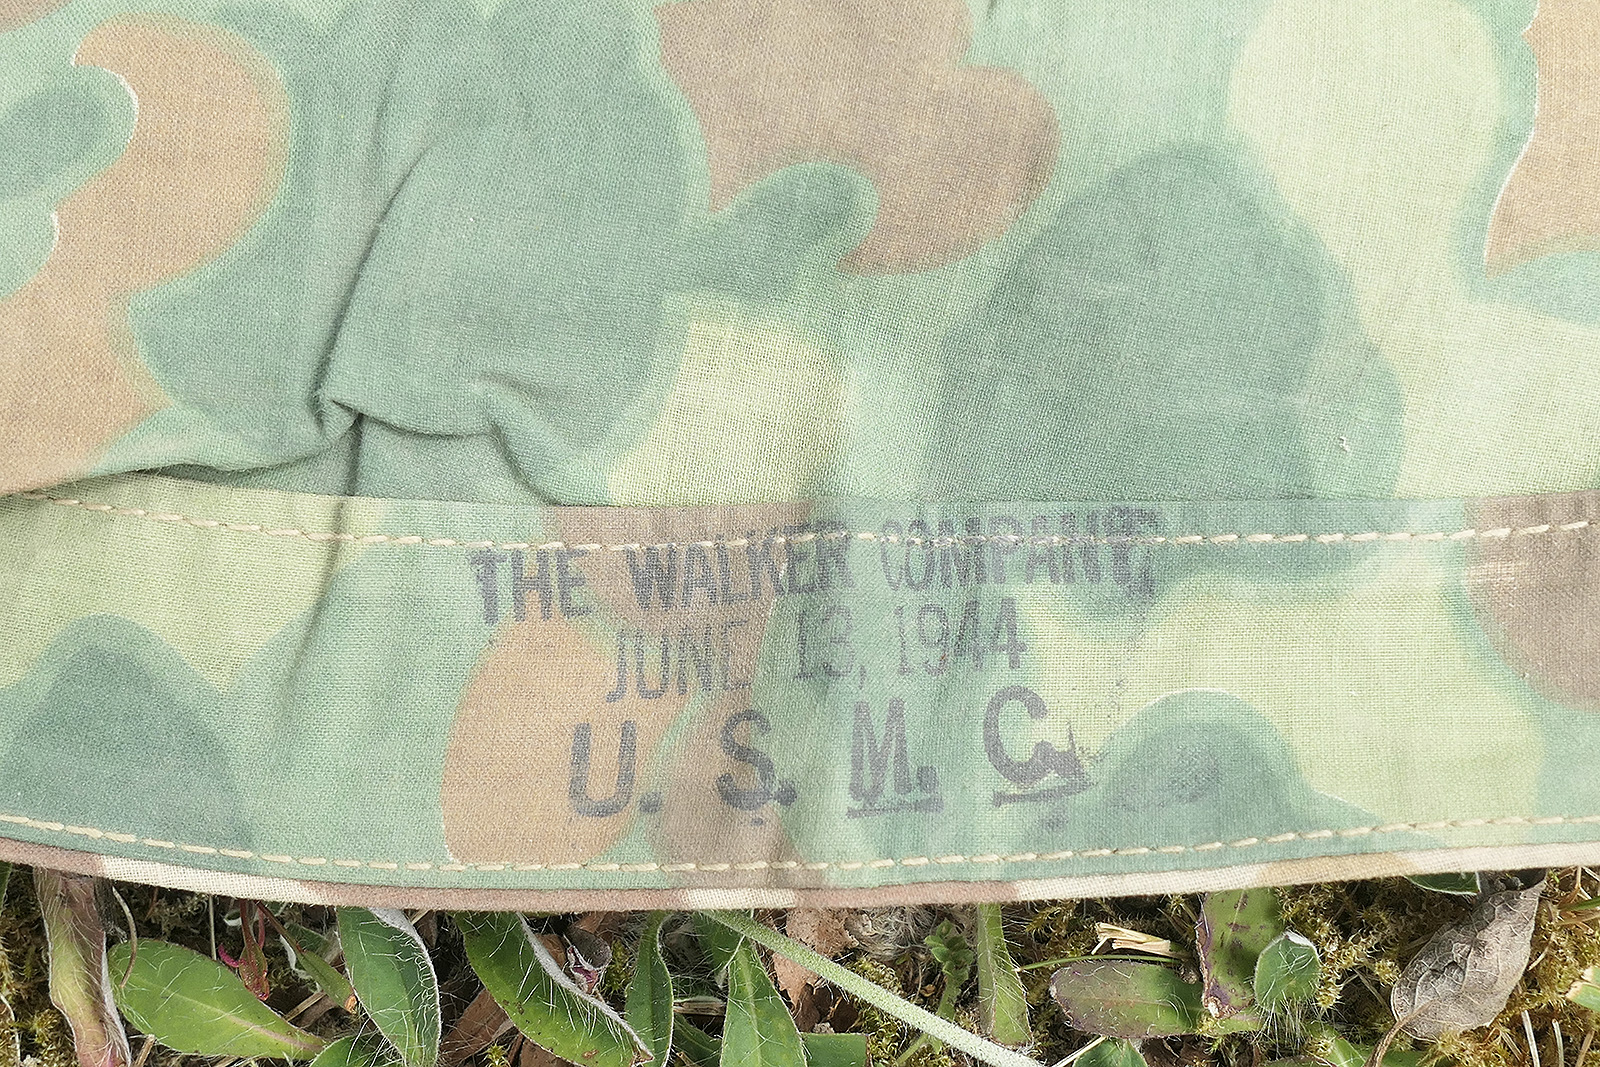 THE WALKER COMPANY,
JUNE 13, 1944
U. S. M. C.